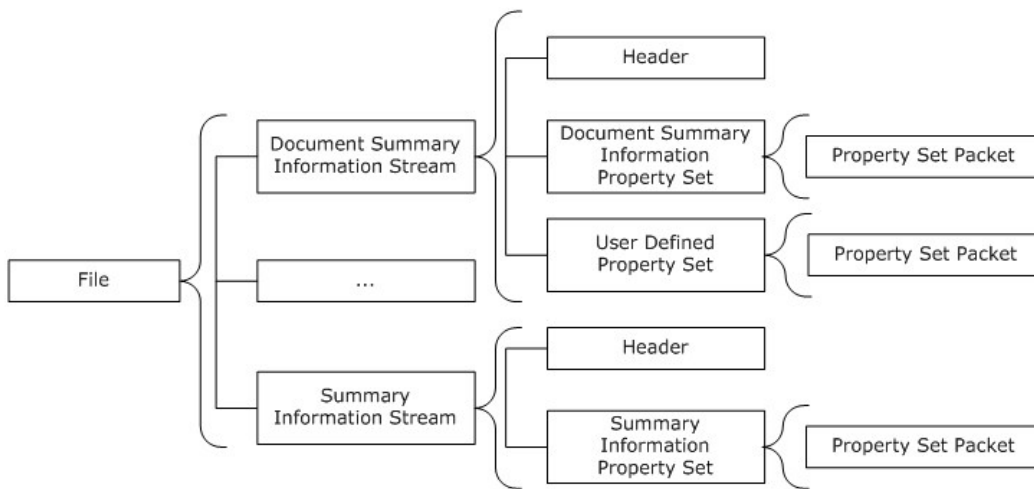 File
Document Summary
Information Stream
...
Summary
Information Stream
Header
Document Summary
Information
Property Set
User Defined
Property Set
Header
Summary
Information
Property Set
Property Set Packet
Property Set Packet
Property Set Packet